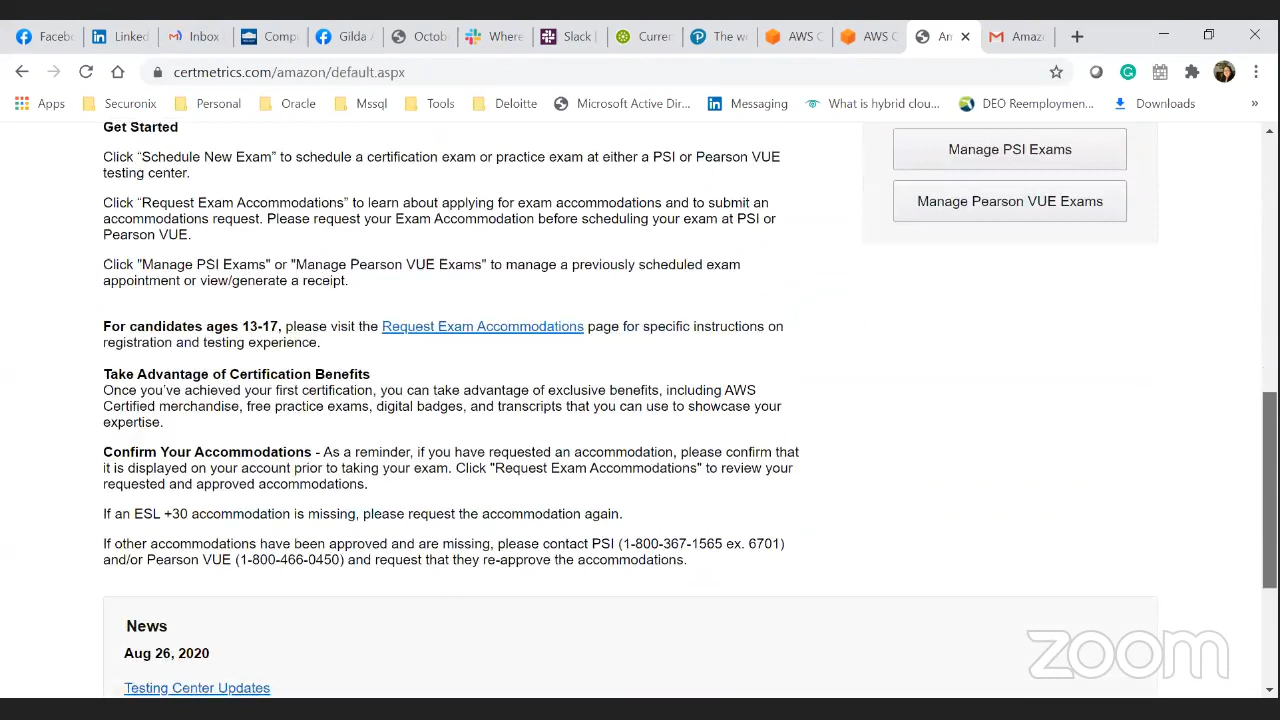 Faceb
Linked
Inbox
Comp
Gilda
Octob
Where
Slack
Curren
The w
AWS C
AWS C
An
Amaz
certmetrics.com/amazon/default.aspx
Apps
Securonix
Personal
Oracle
Mssql
Tools
Deloitte
Microsoft Active Dir...
Messaging
What is hybrid clou...
DEO Reemploymen...
Downloads
»
Get Started
Manage PSI Exams
Click “Schedule New Exam” to schedule a certification exam or practice exam at either a PSI or Pearson VUE
testing center.
Manage Pearson VUE Exams
Click “Request Exam Accommodations” to learn about applying for exam accommodations and to submit an
accommodations request. Please request your Exam Accommodation before scheduling your exam at PSI or
Pearson VUE.
Click "Manage PSI Exams" or "Manage Pearson VUE Exams" to manage a previously scheduled exam
appointment or view/generate a receipt.
For candidates ages 13-17, please visit the Request Exam Accommodations page for specific instructions on
registration and testing experience.
Take Advantage of Certification Benefits
Once you’ve achieved your first certification, you can take advantage of exclusive benefits, including AWS
Certified merchandise, free practice exams, digital badges, and transcripts that you can use to showcase your
expertise.
Confirm Your Accommodations - As a reminder, if you have requested an accommodation, please confirm that
it is displayed on your account prior to taking your exam. Click "Request Exam Accommodations" to review your
requested and approved accommodations.
If an ESL +30 accommodation is missing, please request the accommodation again.
If other accommodations have been approved and are missing, please contact PSI (1-800-367-1565 ex. 6701)
and/or Pearson VUE (1-800-466-0450) and request that they re-approve the accommodations.
News
Aug 26, 2020
Testing Center Updates
zoom